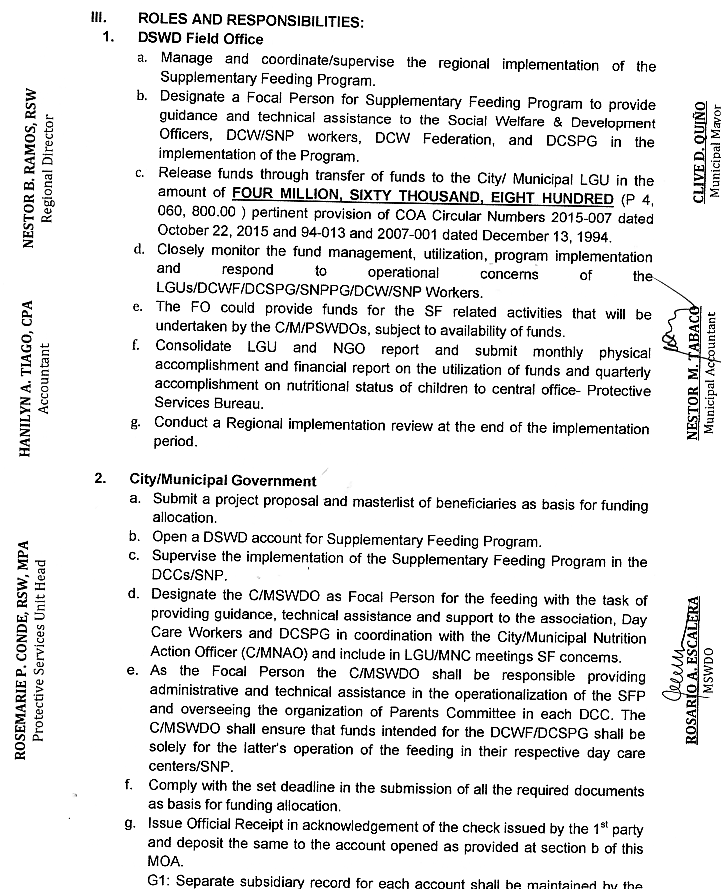 III. ROLES AND RESPONSIBILITIES:
1. DSWD Field Office
a. Manage and coordinate/supervise the regional implementation of the
Supplementary Feeding Program.
b. Designate a Focal Person for Supplementary Feeding Program to provide
guidance and technical assistance to the Social Welfare & Development
Officers, DCW/SNP workers, DCW Federation, and DCSPG in the
implementation of the Program.
c. Release funds through transfer of funds to the City/ Municipal LGU in the
amount of FOUR MILLION, SIXTY THOUSAND, EIGHT HUNDRED (P 4,
060, 800.00 ) pertinent provision of COA Circular Numbers 2015-007 dated
October 22, 2015 and 94-013 and 2007-001 dated December 13, 1994.
d. Closely monitor the fund management, utilization, program implementation
and respond to operational concerns of the
LGUs/DCWF/DCSPG/SNPPG/DCW/SNP Workers.
e. The FO could provide funds for the SF related activities that will be
undertaken by the C/M/PSWDOs, subject to availability of funds.
f. Consolidate LGU and NGO report and submit monthly physical
accomplishment and financial report on the utilization of funds and quarterly
accomplishment on nutritional status of children to central office- Protective
Services Bureau.
g. Conduct a Regional implementation review at the end of the implementation
period.
2. City/Municipal Government
a. Submit a project proposal and masterlist of beneficiaries as basis for funding
allocation.
b. Open a DSWD account for Supplementary Feeding Program.
c. Supervise the implementation of the Supplementary Feeding Program in the
DCCs/SNP.
d. Designate the C/MSWDO as Focal Person for the feeding with the task of
providing guidance, technical assistance and support to the association, Day
Care Workers and DCSPG in coordination with the City/Municipal Nutrition
Action Officer (C/MNAO) and include in LGU/MNC meetings SF concerns.
e. As the Focal Person the C/MSWDO shall be responsible providing
administrative and technical assistance in the operationalization of the SFP
and overseeing the organization of Parents Committee in each DCC. The
C/MSWDO shall ensure that funds intended for the DCWF/DCSPG shall be
solely for the latter's operation of the feeding in their respective day care
centers/SNP.
f. Comply with the set deadline in the submission of all the required documents
as basis for funding allocation.
g. Issue Official Receipt in acknowledgement of the check issued by the 1st party
and deposit the same to the account opened as provided at section b of this
MOA.
G1: Separate subsidiary record for each account shall be maintained by the
NESTOR B. RAMOS, RSW
Regional Director
HANILYN A. TIAGO, CPA
Accountant
ROSEMARIE P. CONDE, RSW, MPA
Protective Services Unit Head
CLIVE D. QUIÑO
Municipal Mayor
NESTOR M. TABACO
Municipal Accountant
ROSARIO A. ESCALERA
MSWDO